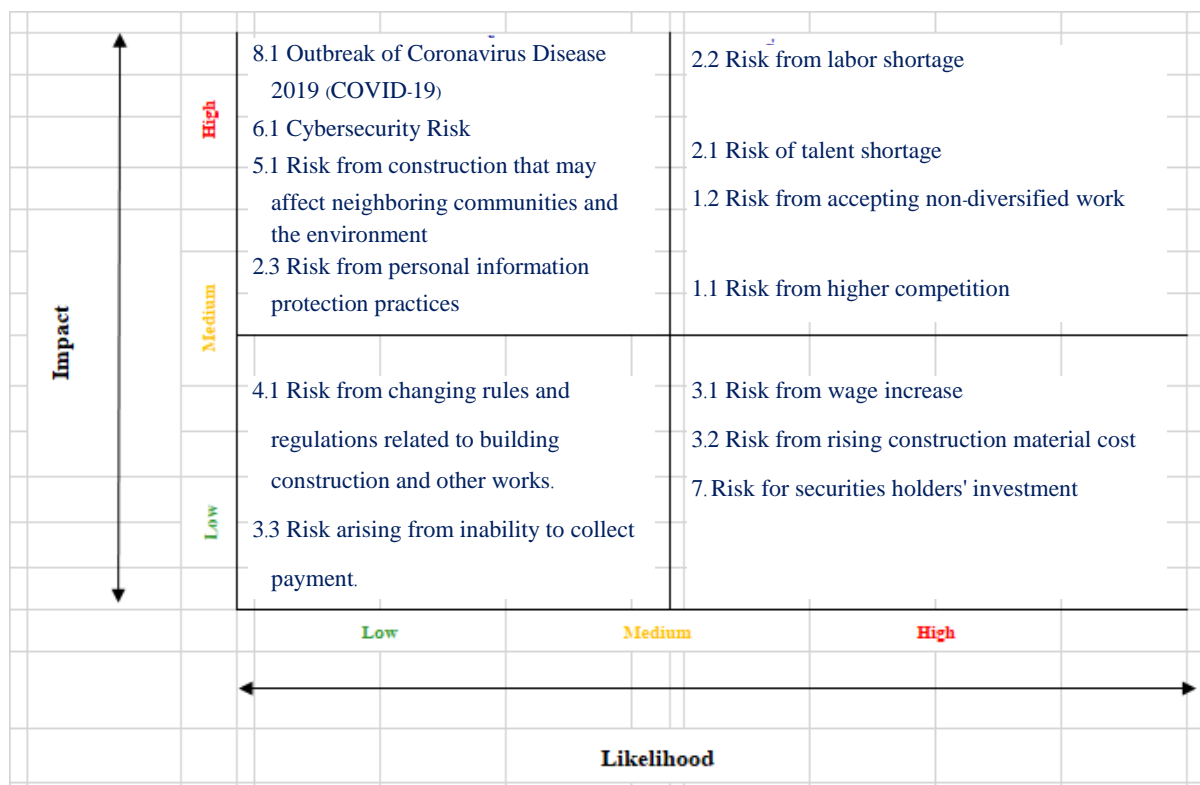 Impact
High
Medium
Low
8.1 Outbreak of Coronavirus Disease
2019 (COVID-19)
6.1 Cybersecurity Risk
5.1 Risk from construction that may
affect neighboring communities and
the environment
2.3 Risk from personal information
protection practices
2.2 Risk from labor shortage
2.1 Risk of talent shortage
1.2 Risk from accepting non-diversified work
1.1 Risk from higher competition
4.1 Risk from changing rules and
regulations related to building
construction and other works.
3.3 Risk arising from inability to collect
payment.
3.1 Risk from wage increase
3.2 Risk from rising construction material cost
7. Risk for securities holders' investment
Low
Medium
High
Likelihood